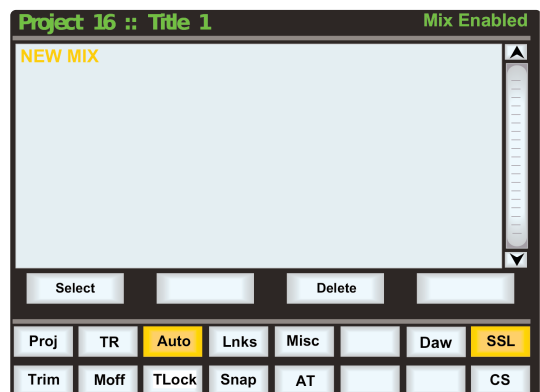 Project 16 :: Title 1 Mix Enabled
NEW MIX
Select Delete
Proj TR Auto Lnks Misc Daw SSL
Trim Moff TLock Snap AT CS